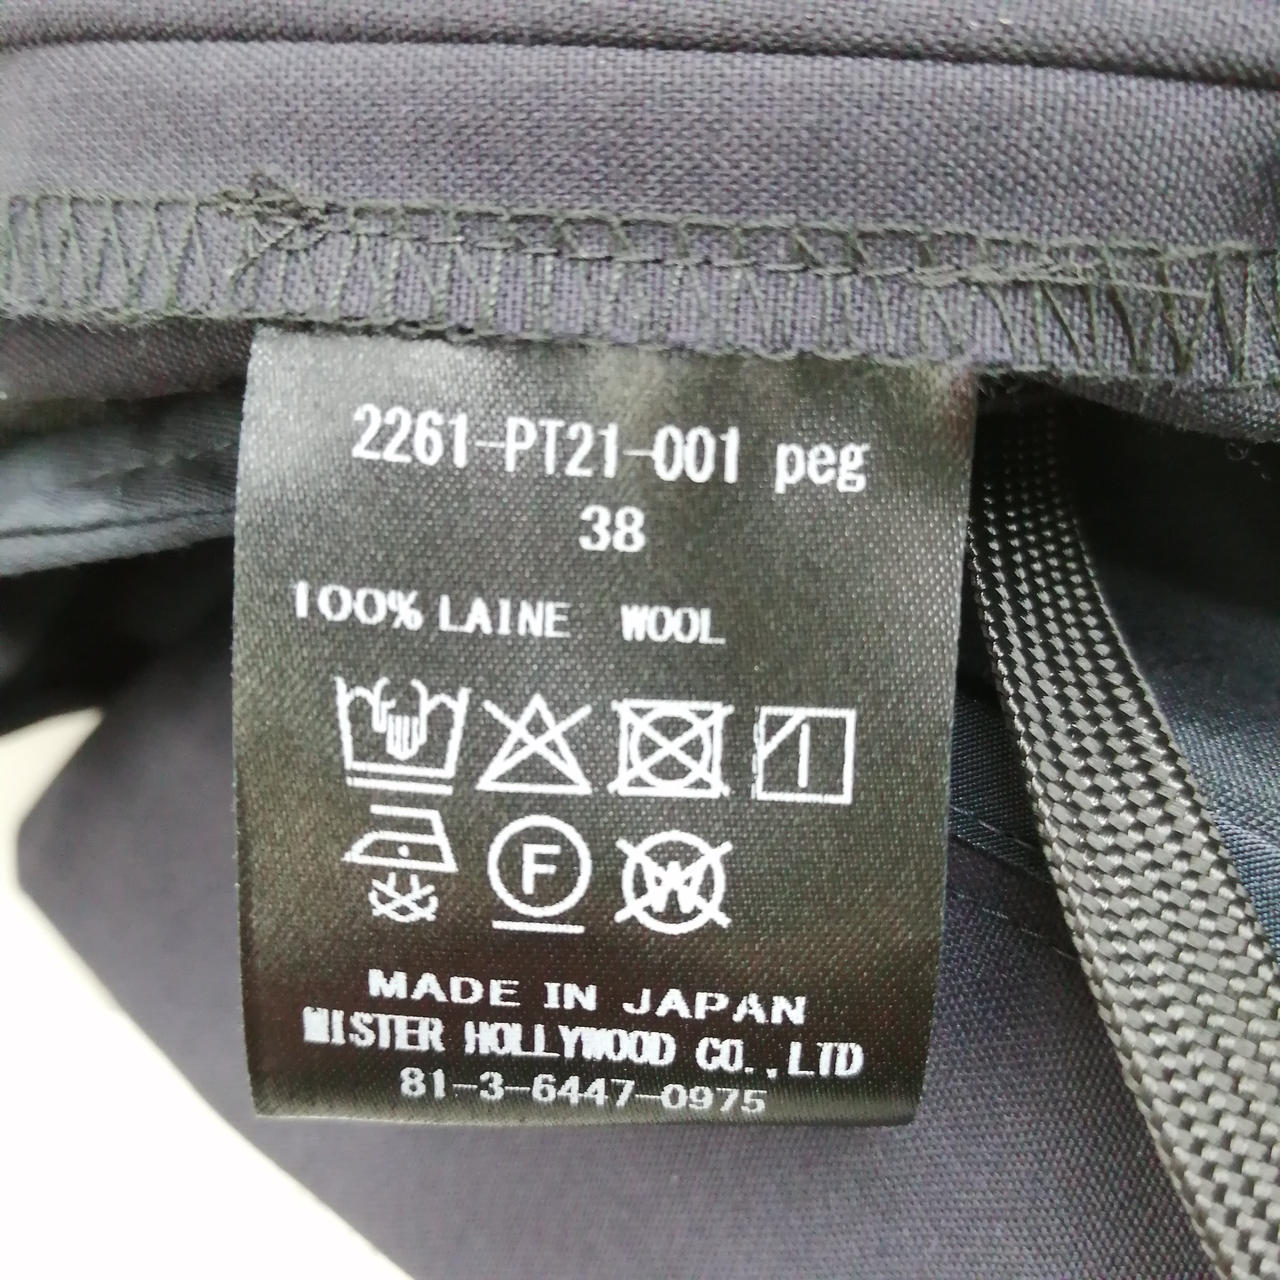 2261-PT21-001 peg
38
100% LAINE WOOL
F
W
MADE IN JAPAN
MISTER HOLLYWOOD CO.,LTD
81-3-6447-0975